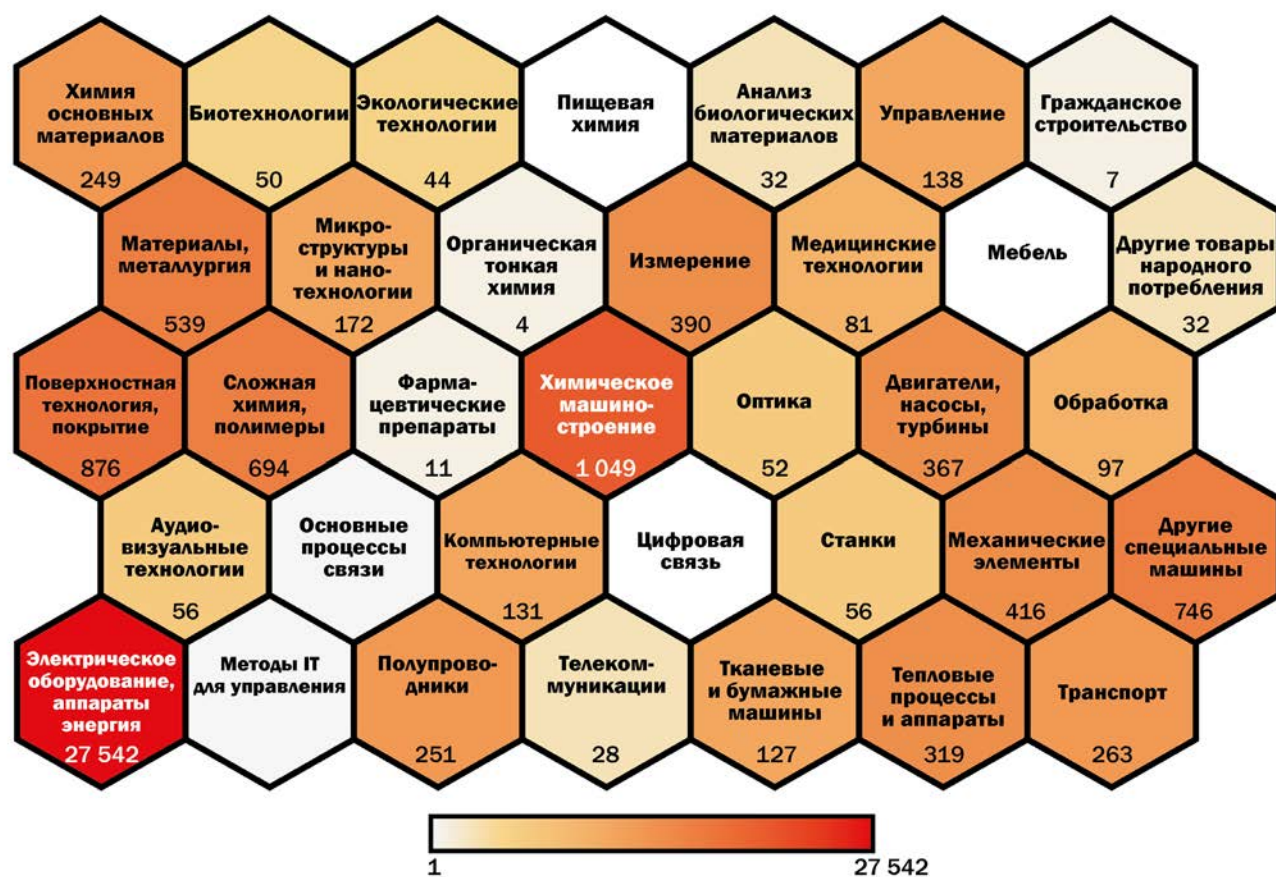 Химия
основных
материалов
249
Биотехнологии
50
Экологические
технологии
44
Пищевая
химия
Анализ
биологических
материалов
32
Управление
138
Гражданское
строительство
7
Материалы,
металлургия
539
Микро-
структуры
и нано-
технологии
172
Органическая
тонкая
химия
4
Измерение
390
Медицинские
технологии
81
Мебель
Другие товары
народного
потребления
32
Поверхностная
технология,
покрытие
876
Сложная
химия,
полимеры
694
Фарма-
цевтические
препараты
11
Химическое
машино-
строение
1 049
Оптика
52
Двигатели,
насосы,
турбины
367
Обработка
97
Аудио-
визуальные
технологии
56
Основные
процессы
связи
Компьютерные
технологии
131
Цифровая
связь
Станки
56
Механические
элементы
416
Другие
специальные
машины
746
Электрическое
оборудование,
аппараты
энергия
27 542
Методы IT
для управления
Полупрово-
дники
251
Телеком-
муникации
28
Тканевые
и бумажные
машины
127
Тепловые
процессы
и аппараты
319
Транспорт
263
1
27 542